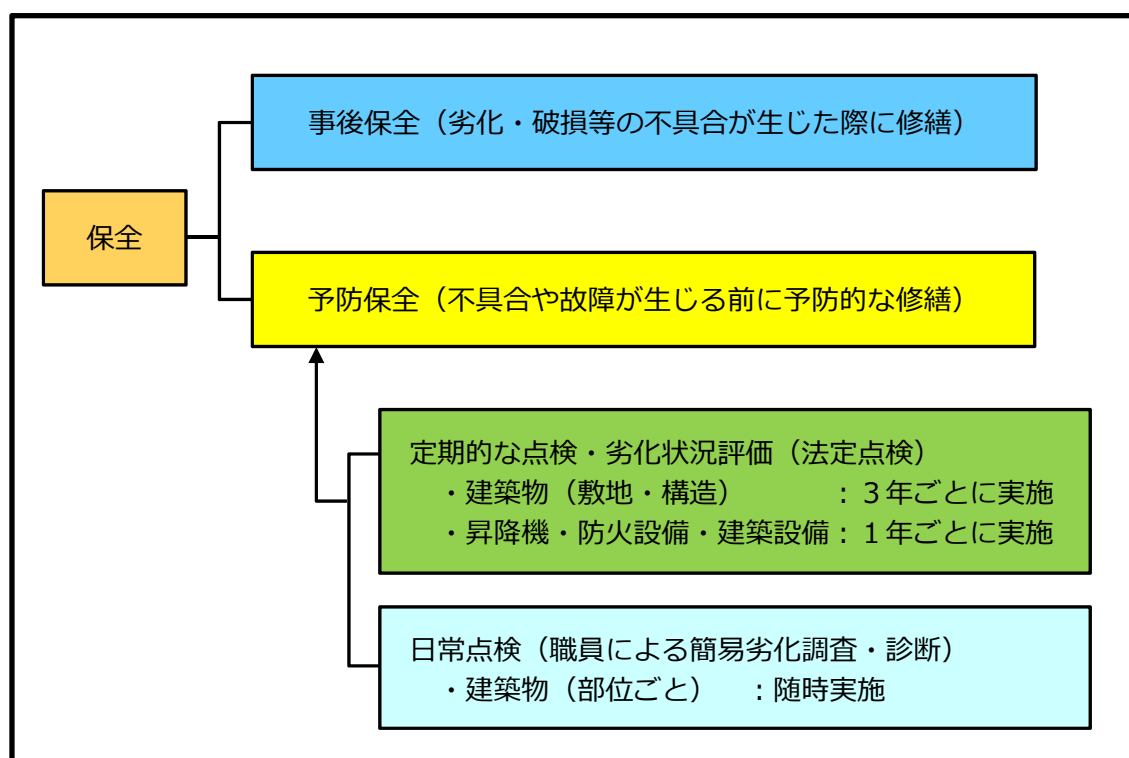 事後保全（劣化・破損等の不具合が生じた際に修繕）
保全
予防保全（不具合や故障が生じる前に予防的な修繕）
定期的な点検・劣化状況評価（法定点検）
・建築物（敷地・構造）　　　：３年ごとに実施
・昇降機・防火設備・建築設備：１年ごとに実施
日常点検（職員による簡易劣化調査・診断）
・建築物（部位ごと）　：随時実施